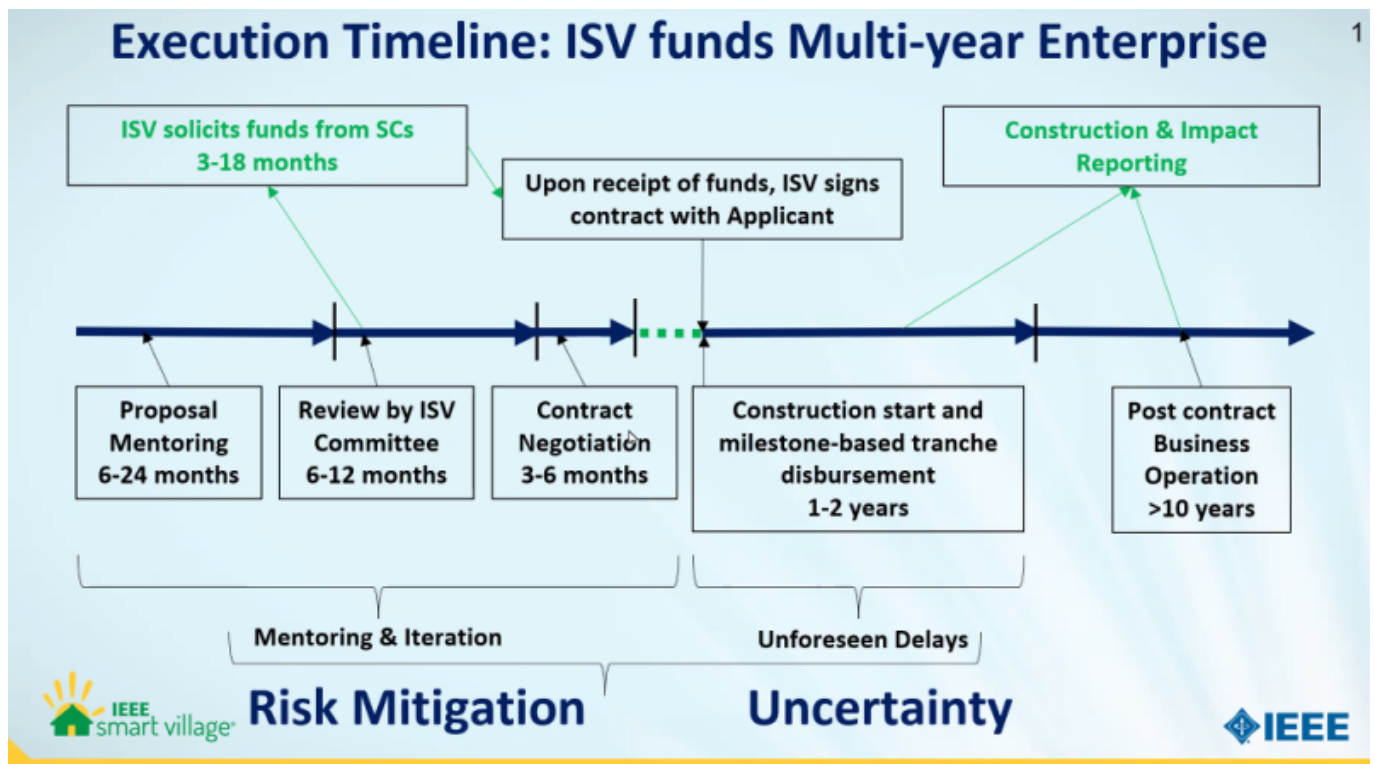 Execution Timeline: ISV funds Multi-year Enterprise
1
ISV solicits funds from SCs
3-18 months
Upon receipt of funds, ISV signs
contract with Applicant
Construction & Impact
Reporting
Proposal
Mentoring
6-24 months
Review by ISV
Committee
6-12 months
Contract
Negotiation
3-6 months
Construction start and
milestone-based tranche
disbursement
1-2 years
Post contract
Business
Operation
>10 years
Mentoring & Iteration
Unforeseen Delays
Risk Mitigation
Uncertainty
IEEE
smart village®
IEEE